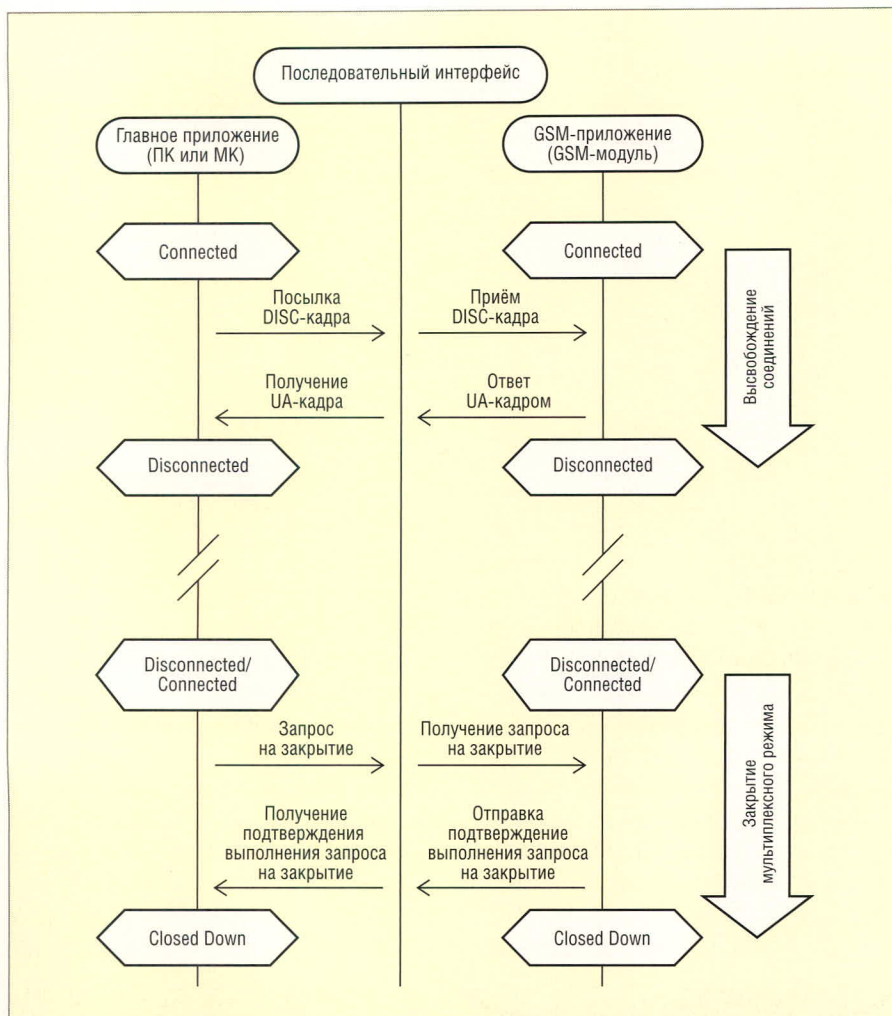 Последовательный интерфейс
Главное приложение
(ПК или МК)
GSM-приложение
(GSM-модуль)
Connected
Connected
Посылка
DISC-кадра
Приём
DISC-кадра
Получение
UA-кадра
Ответ
UA-кадром
Высвобождение
соединений
Disconnected
Disconnected
Disconnected/
Connected
Disconnected/
Connected
Запрос
на закрытие
Получение запроса
на закрытие
Получение
подтверждения
выполнения запроса
на закрытие
Отправка
подтверждение
выполнения запроса
на закрытие
Закрытие
мультиплексного режима
Closed Down
Closed Down